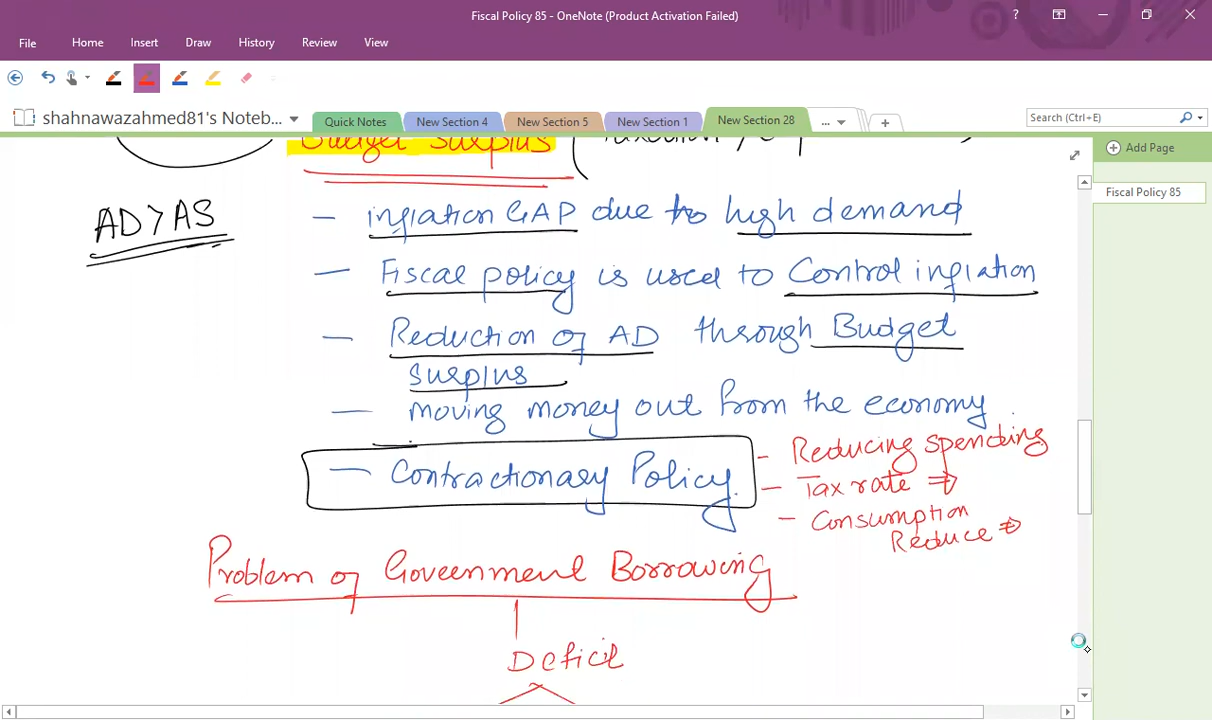 Fiscal Policy 85 - OneNote (Product Activation Failed)
File Home Insert Draw History Review View
shahnawazahmed81's Noteb... Quick Notes New Section 4 New Section 5 New Section 1 New Section 28 ... Search (Ctrl+E)
Add Page
Fiscal Policy 85
Budget Surplus
AD>AS
— inflation GAP due to high demand
— Fiscal policy is used to Control inflation
— Reduction of AD through Budget
Surplus
— moving money out from the economy
— Contractionary Policy
- Reducing spending
- Tax rate ⇒
- Consumption
Reduce ⇒
Problem of Goveenment Borrowing
Deficit